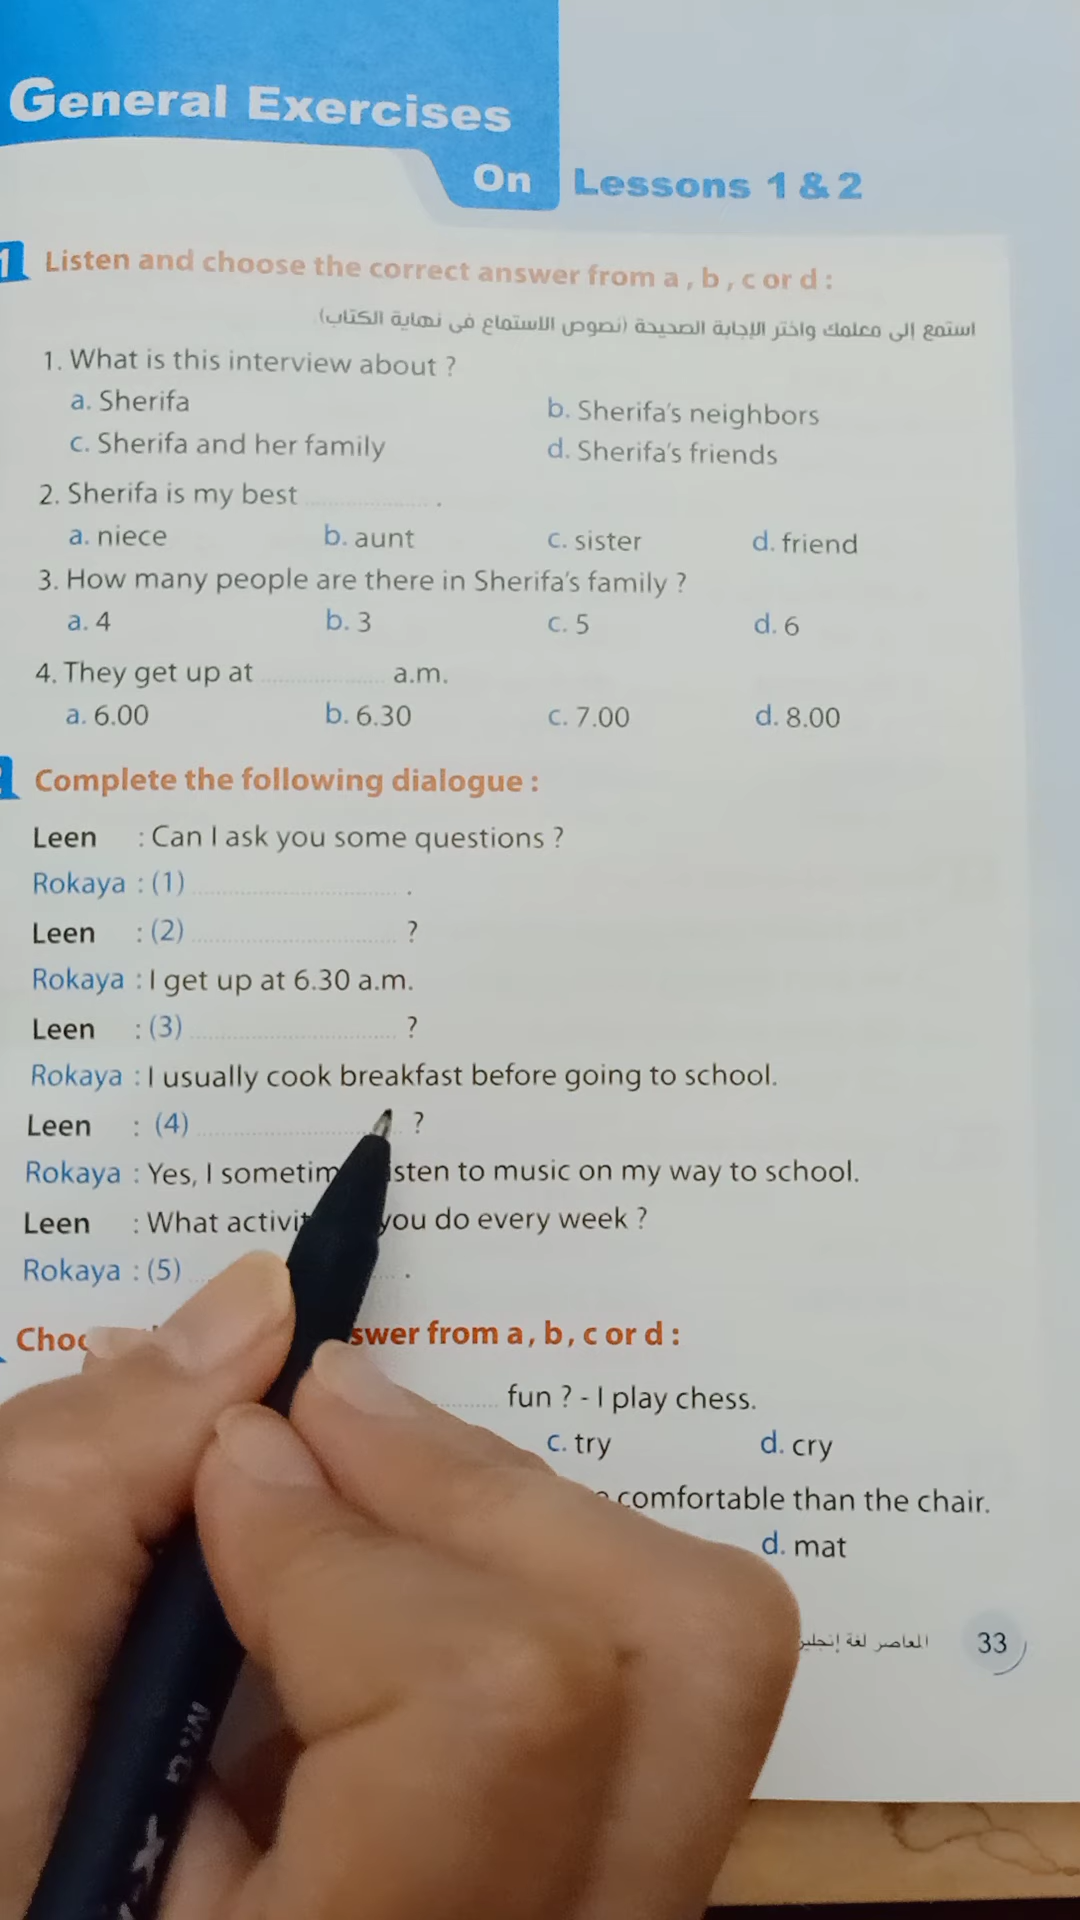 General Exercises
On Lessons 1 & 2
1 Listen and choose the correct answer from a , b , c or d :
استمع إلى معلمك واختر الإجابة الصحيحة (نصوص الاستماع فى نهاية الكتاب).
1. What is this interview about ?
a. Sherifa b. Sherifa's neighbors
c. Sherifa and her family d. Sherifa's friends
2. Sherifa is my best .................... .
a. niece b. aunt c. sister d. friend
3. How many people are there in Sherifa's family ?
a. 4 b. 3 c. 5 d. 6
4. They get up at .................... a.m.
a. 6.00 b. 6.30 c. 7.00 d. 8.00
Complete the following dialogue :
Leen : Can I ask you some questions ?
Rokaya : (1) .................... .
Leen : (2) .................... ?
Rokaya : I get up at 6.30 a.m.
Leen : (3) .................... ?
Rokaya : I usually cook breakfast before going to school.
Leen : (4) .................... ?
Rokaya : Yes, I sometim isten to music on my way to school.
Leen : What activit you do every week ?
Rokaya : (5) .................... .
Choo swer from a , b , c or d :
.......... fun ? - I play chess.
c. try d. cry
comfortable than the chair.
d. mat
المعاصر لغة إنجليز 33